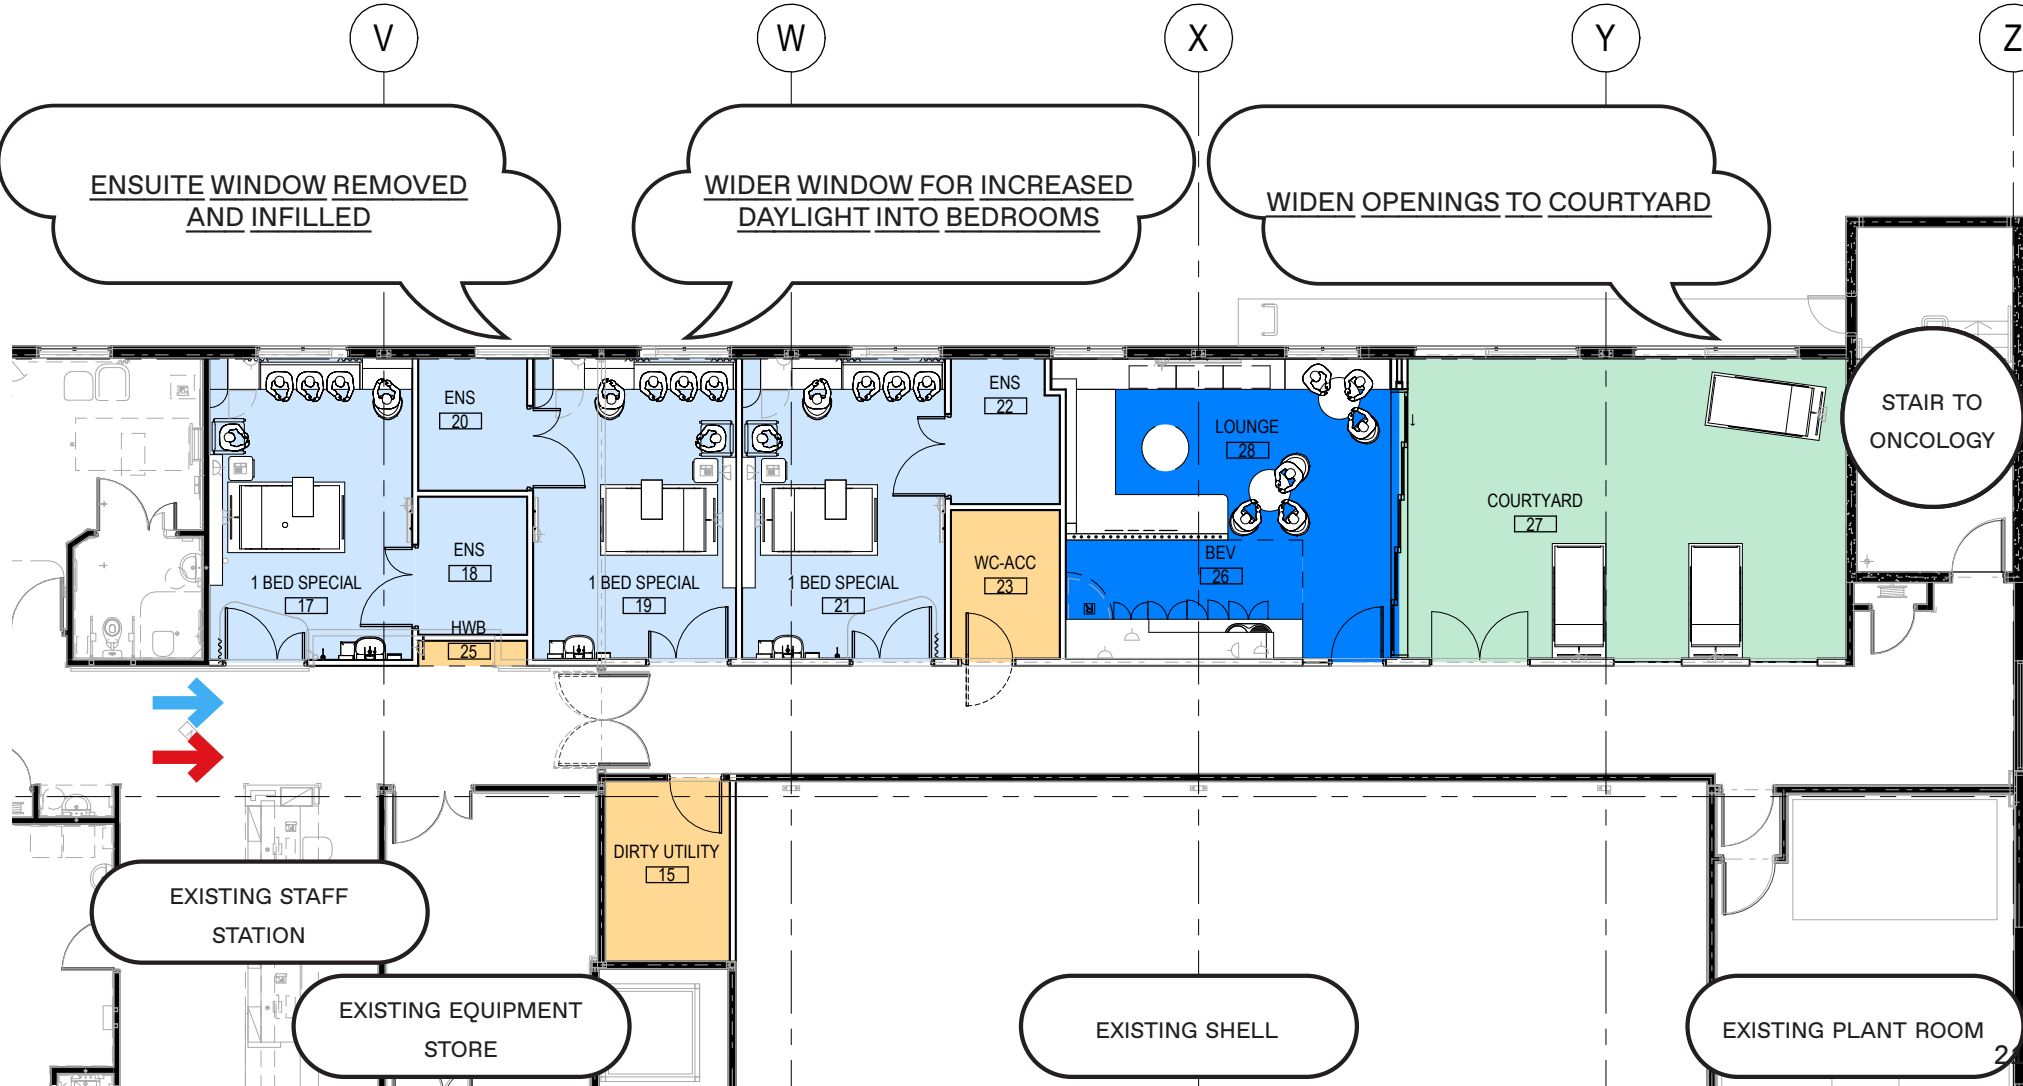 V
W
X
Y
Z
ENSUITE WINDOW REMOVED
AND INFILLED
WIDER WINDOW FOR INCREASED
DAYLIGHT INTO BEDROOMS
WIDEN OPENINGS TO COURTYARD
STAIR TO
ONCOLOGY
ENS
20
ENS
22
LOUNGE
28
COURTYARD
27
ENS
18
BEV
26
WC-ACC
23
1 BED SPECIAL
17
1 BED SPECIAL
19
1 BED SPECIAL
21
HWB
25
R
DIRTY UTILITY
15
EXISTING STAFF
STATION
EXISTING EQUIPMENT
STORE
EXISTING SHELL
EXISTING PLANT ROOM